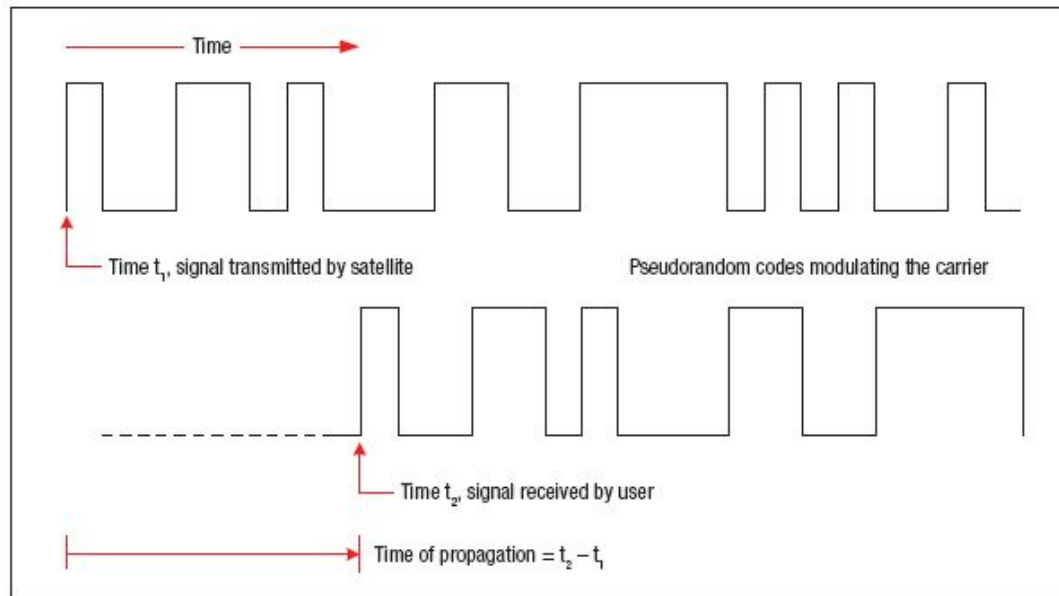 Time
Time t₁, signal transmitted by satellite
Pseudorandom codes modulating the carrier
Time t₂, signal received by user
Time of propagation = t₂ – t₁